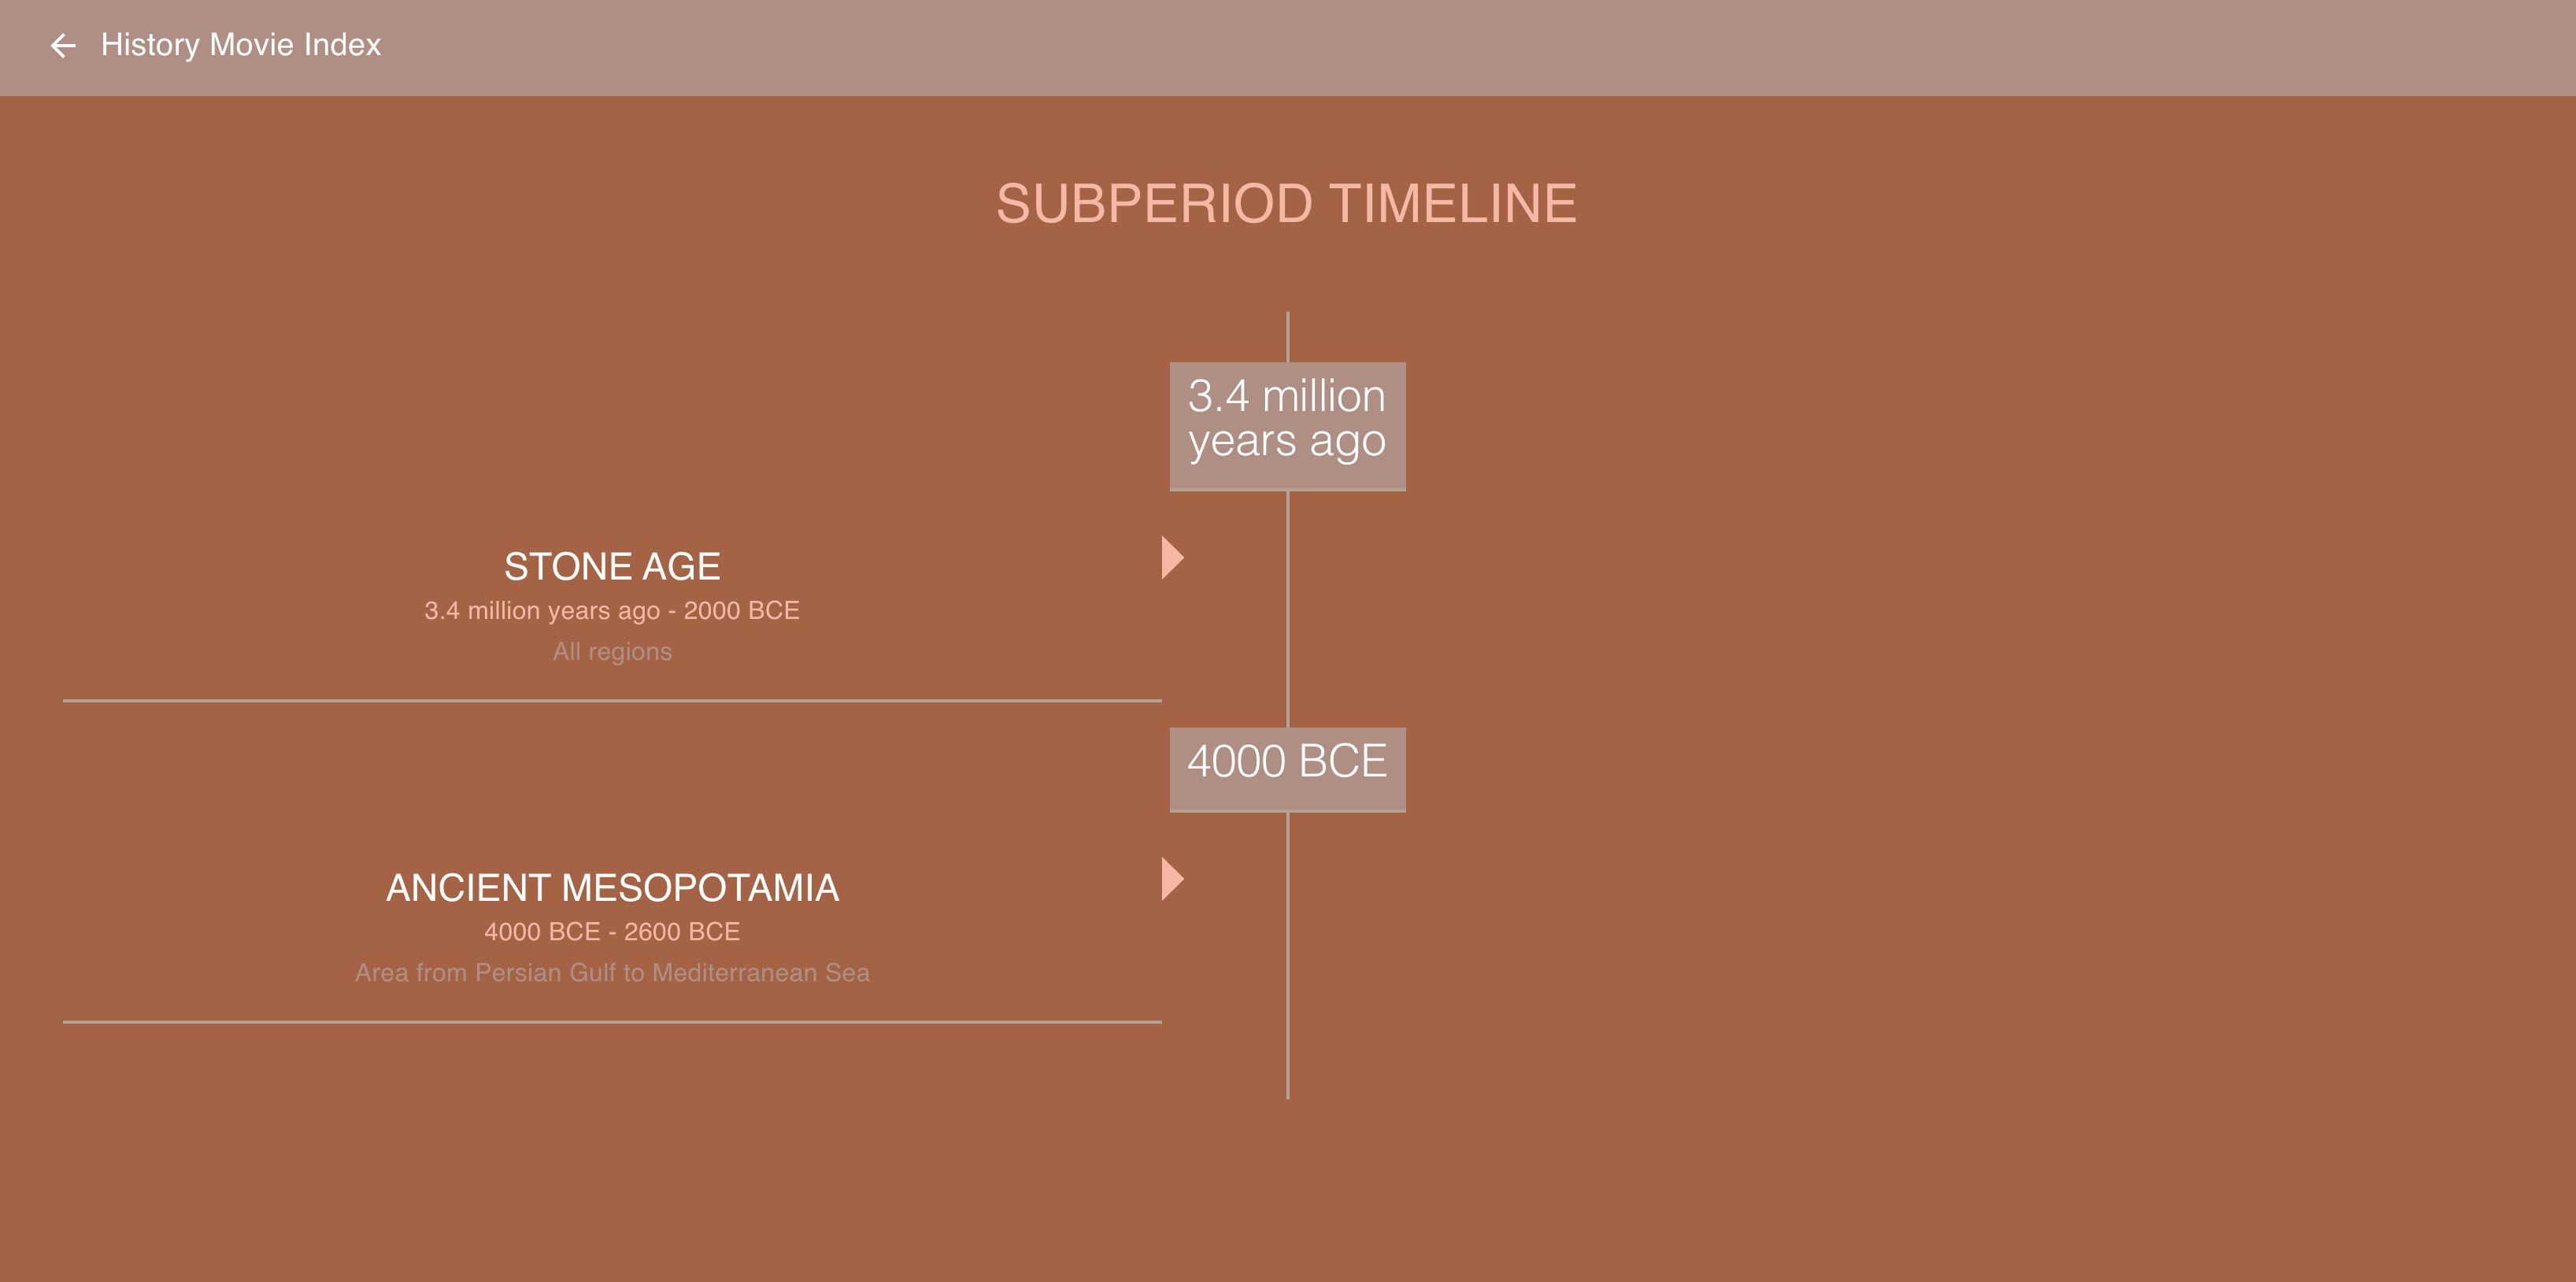 History Movie Index
SUBPERIOD TIMELINE
3.4 million
years ago
STONE AGE
3.4 million years ago - 2000 BCE
All regions
4000 BCE
ANCIENT MESOPOTAMIA
4000 BCE - 2600 BCE
Area from Persian Gulf to Mediterranean Sea